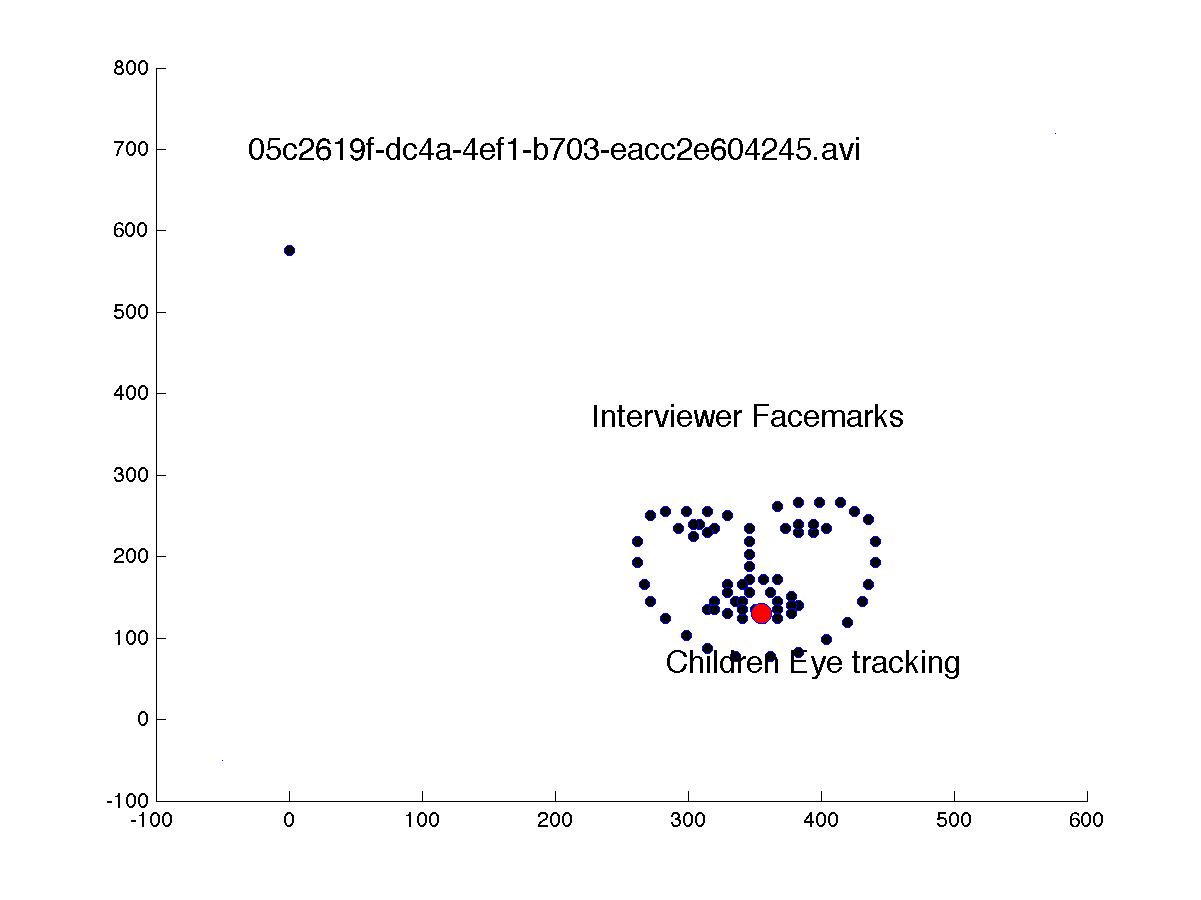 800
700
05c2619f-dc4a-4ef1-b703-eacc2e604245.avi
600
500
400
Interviewer Facemarks
300
200
100
Children Eye tracking
0
-100
-100 0 100 200 300 400 500 600